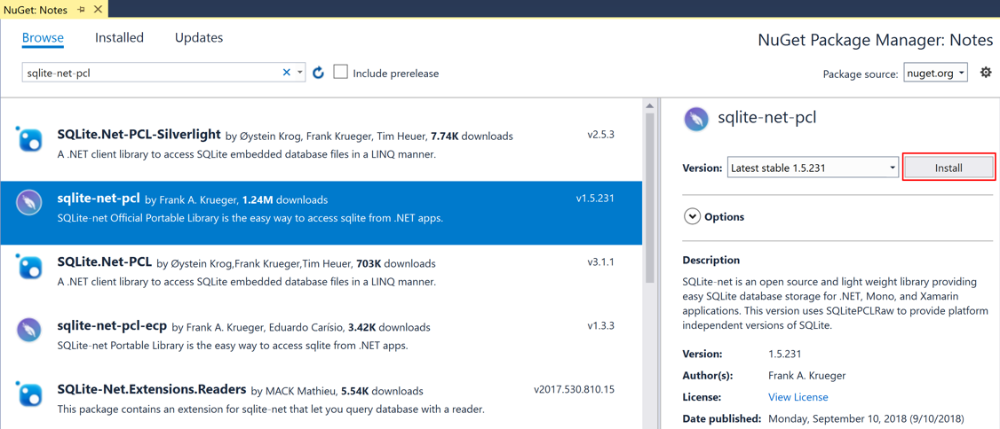 NuGet: Notes
Browse Installed Updates
NuGet Package Manager: Notes
sqlite-net-pcl
Include prerelease
Package source: nuget.org
SQLite.Net-PCL-Silverlight by Øystein Krog, Frank Krueger, Tim Heuer, 7.74K downloads v2.5.3
A .NET client library to access SQLite embedded database files in a LINQ manner.
sqlite-net-pcl by Frank A. Krueger, 1.24M downloads v1.5.231
SQLite-net Official Portable Library is the easy way to access sqlite from .NET apps.
SQLite.Net-PCL by Øystein Krog,Frank Krueger,Tim Heuer, 703K downloads v3.1.1
A .NET client library to access SQLite embedded database files in a LINQ manner.
sqlite-net-pcl-ecp by Frank A. Krueger, Eduardo Carísio, 3.42K downloads v1.3.3
SQLite-net Portable Library is the easy way to access sqlite from .NET apps.
SQLite-Net.Extensions.Readers by MACK Mathieu, 5.54K downloads v2017.530.810.15
This package contains an extension for sqlite-net that let you query database with a reader.
sqlite-net-pcl
Version: Latest stable 1.5.231 Install
Options
Description
SQLite-net is an open source and light weight library providing
easy SQLite database storage for .NET, Mono, and Xamarin
applications. This version uses SQLitePCLRaw to provide platform
independent versions of SQLite.
Version: 1.5.231
Author(s): Frank A. Krueger
License: View License
Date published: Monday, September 10, 2018 (9/10/2018)